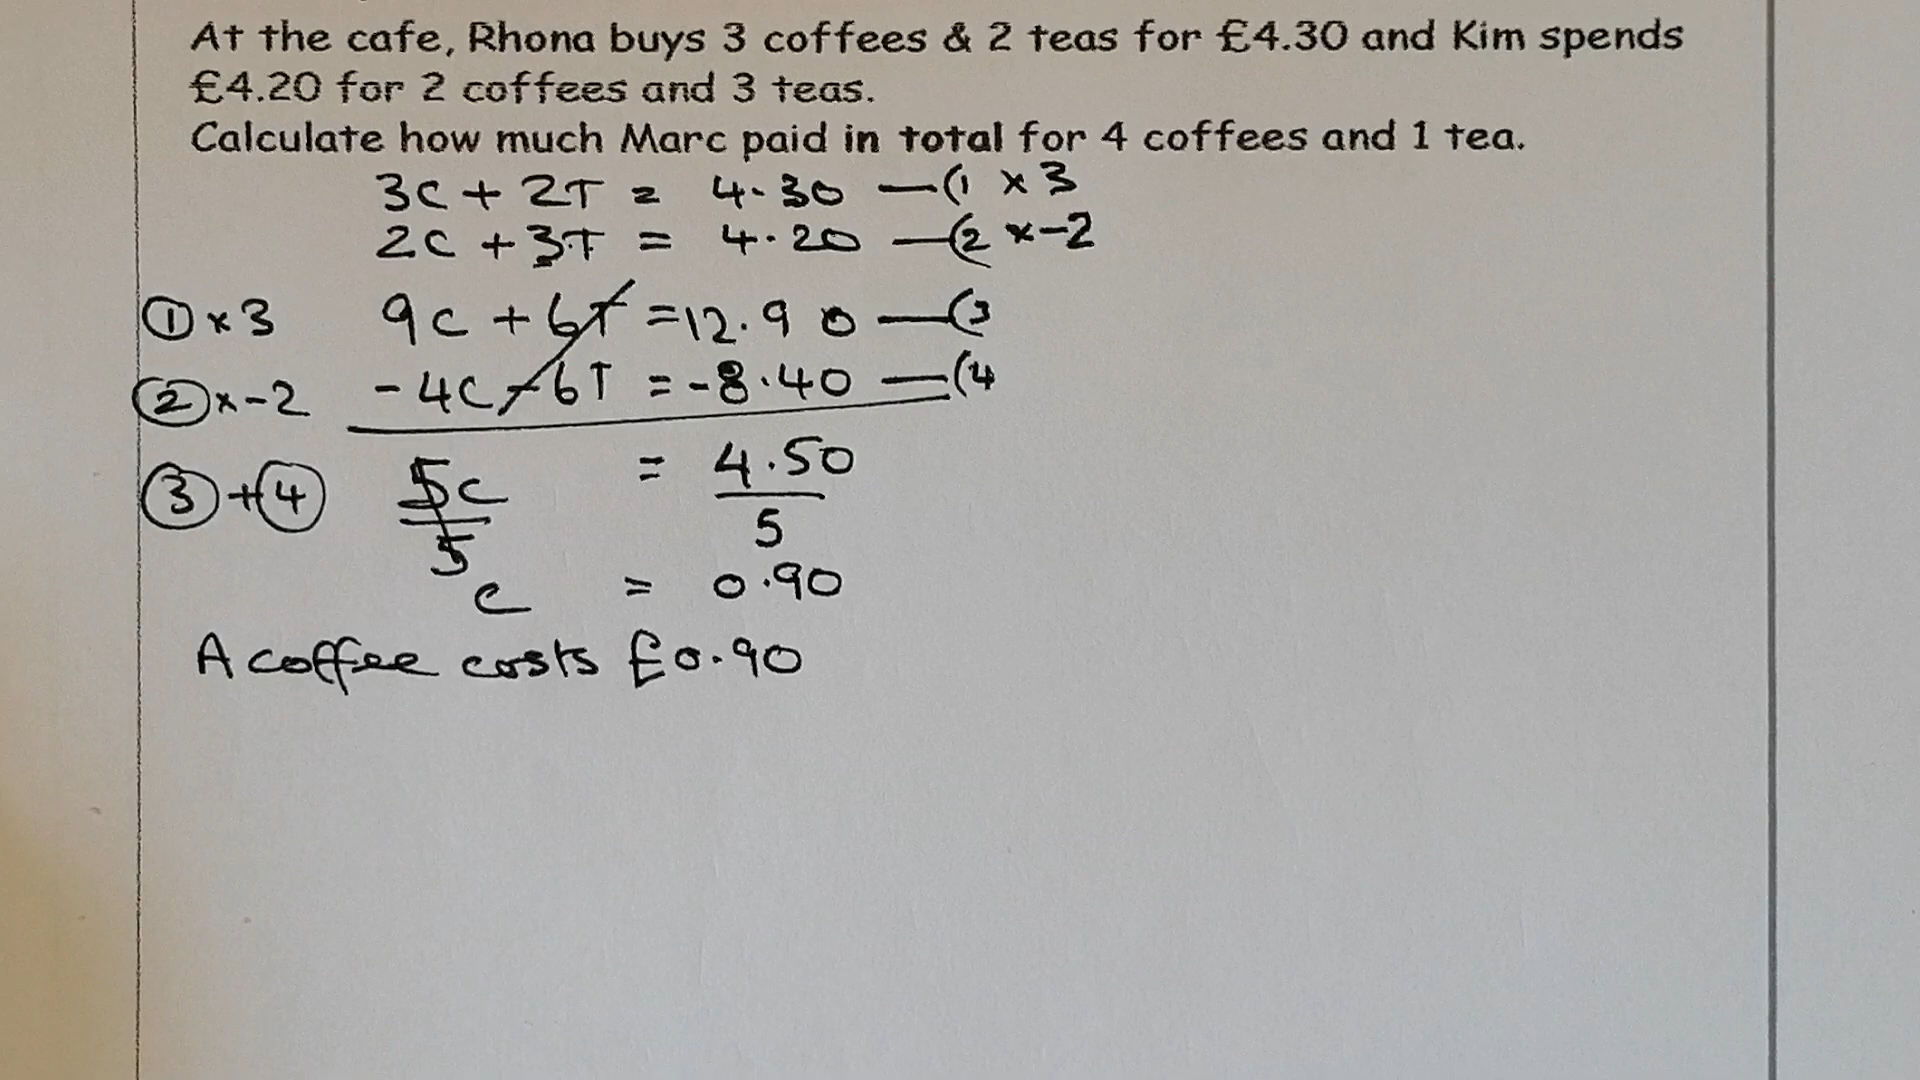 At the cafe, Rhona buys 3 coffees & 2 teas for £4.30 and Kim spends
£4.20 for 2 coffees and 3 teas.
Calculate how much Marc paid in total for 4 coffees and 1 tea.
3C + 2T = 4.30 —(1 × 3
2C + 3T = 4.20 —(2 × -2
① × 3 9C + 6T = 12.90 —(3
② × -2 - 4C - 6T = -8.40 —(4
③ + ④ 5C/5 = 4.50/5
C = 0.90
A coffee costs £0.90